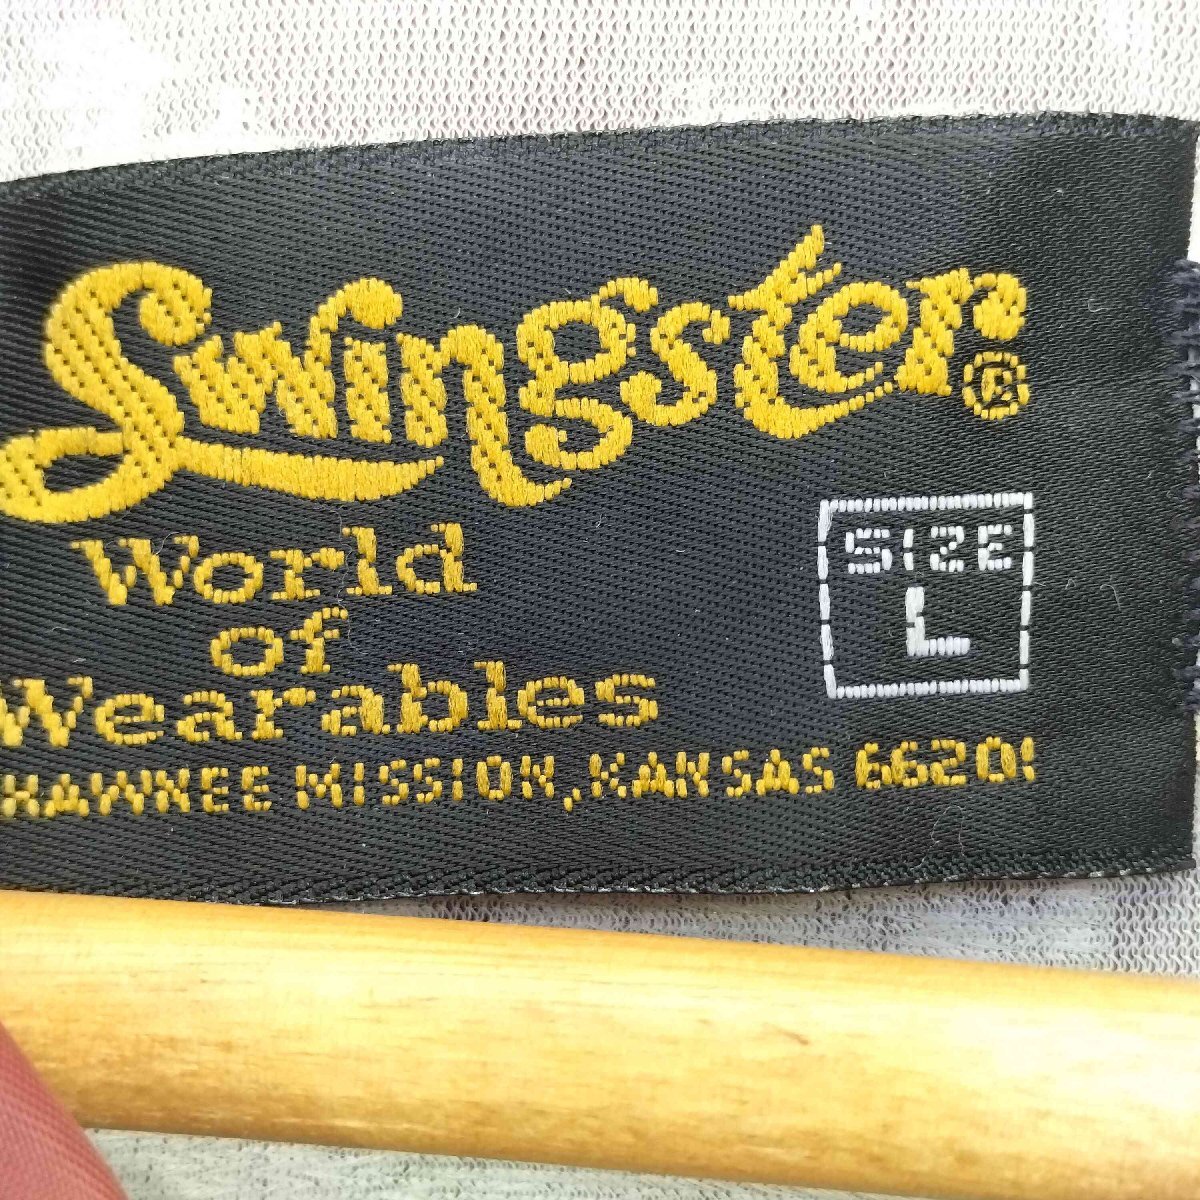 Swingster®
SIZE
L
World
of
Wearables
HAWNEE MISSION, KANSAS 66201